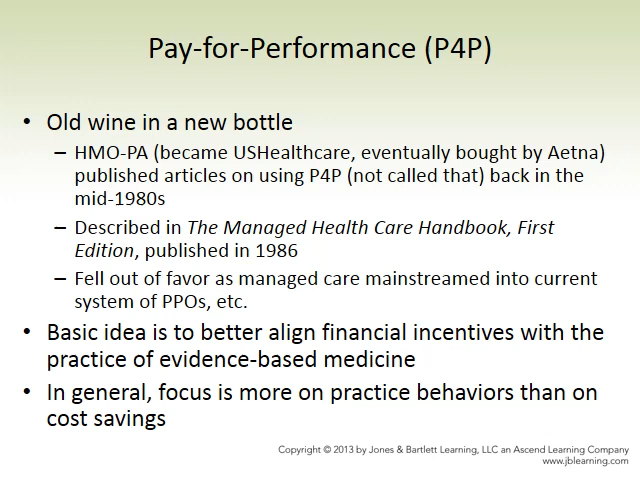 Pay-for-Performance (P4P)
• Old wine in a new bottle
– HMO-PA (became USHealthcare, eventually bought by Aetna)
published articles on using P4P (not called that) back in the
mid-1980s
– Described in The Managed Health Care Handbook, First
Edition, published in 1986
– Fell out of favor as managed care mainstreamed into current
system of PPOs, etc.
• Basic idea is to better align financial incentives with the
practice of evidence-based medicine
• In general, focus is more on practice behaviors than on
cost savings
Copyright © 2013 by Jones & Bartlett Learning, LLC an Ascend Learning Company
www.jblearning.com